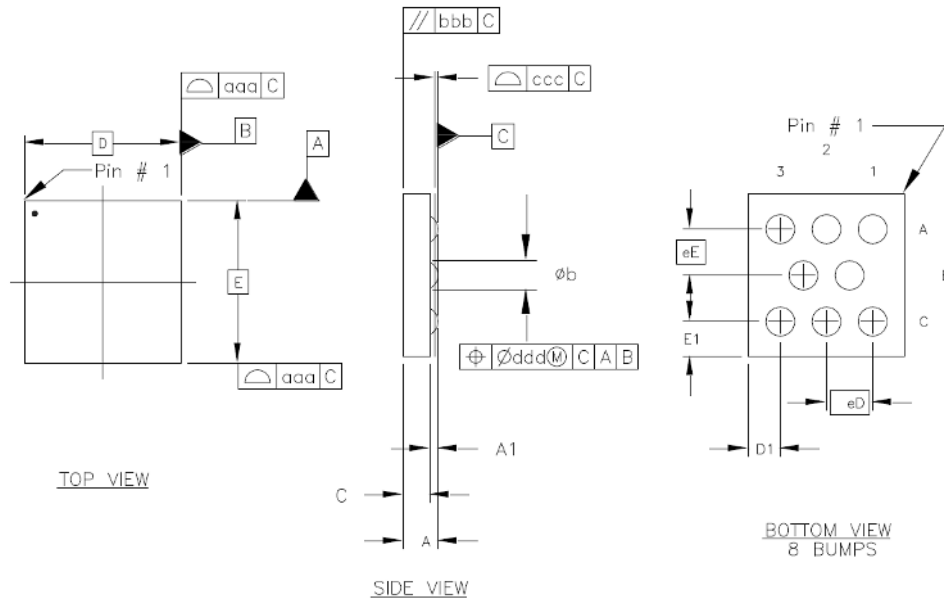 // bbb C
⌓ ccc C
⌓ aaa C
D
B
A
C
Pin # 1
Pin # 1
2
3
1
E
eE
A
C
E1
Øb
⌖ Ø ddd Ⓜ C A B
⌓ aaa C
eD
D1
A1
C
A
TOP VIEW
SIDE VIEW
BOTTOM VIEW
8 BUMPS